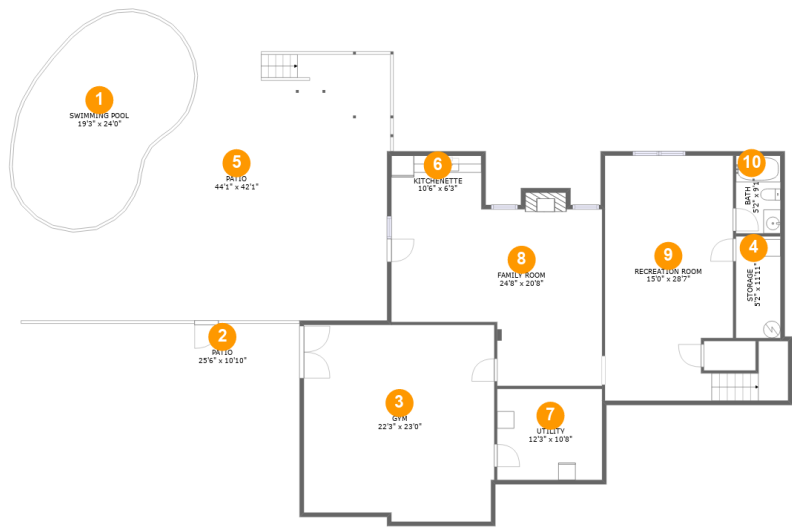 1
SWIMMING POOL
19'3" x 24'0"
5
PATIO
44'1" x 42'1"
6
KITCHENETTE
10'6" x 6'3"
10
BATH
5'2" x 9'1"
8
FAMILY ROOM
24'8" x 20'8"
9
RECREATION ROOM
15'0" x 28'7"
4
STORAGE
5'2" x 11'11"
2
PATIO
25'6" x 10'10"
3
GYM
22'3" x 23'0"
7
UTILITY
12'3" x 10'8"